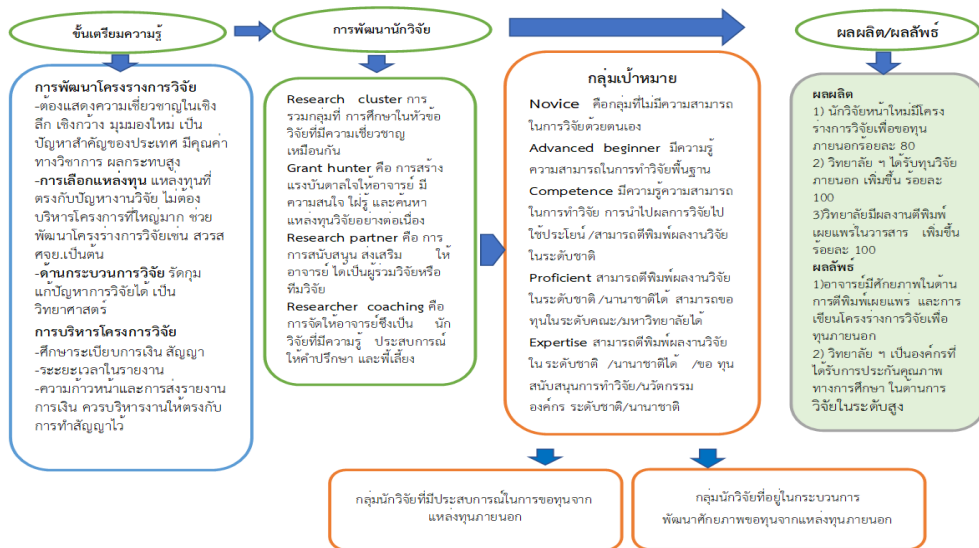 ขั้นเตรียมความรู้
การพัฒนานักวิจัย
ผลผลิต/ผลลัพธ์
การพัฒนาโครงร่างการวิจัย
-ต้องแสดงความเชี่ยวชาญในเชิง
ลึก เชิงกว้าง มุมมองใหม่ เป็น
ปัญหาสำคัญของประเทศ มีคุณค่า
ทางวิชาการ ผลกระทบสูง
-การเลือกแหล่งทุน แหล่งทุนที่
ตรงกับปัญหางานวิจัย ไม่ต้อง
บริหารโครงการที่ใหญ่มาก ช่วย
พัฒนาโครงร่างการวิจัยเช่น สวรส
ศจย.เป็นต้น
-ด้านกระบวนการวิจัย รัดกุม
แก้ปัญหาการวิจัยได้ เป็น
วิทยาศาสตร์
การบริหารโครงการวิจัย
-ศึกษาระเบียบการเงิน สัญญา
-ระยะเวลาในรายงาน
-ความก้าวหน้าและการส่งรายงาน
การเงิน ควรบริหารงานให้ตรงกับ
การทำสัญญาไว้
Research cluster การ
รวมกลุ่มที่ การศึกษาในหัวข้อ
วิจัยที่มีความเชี่ยวชาญ
เหมือนกัน
Grant hunter คือ การสร้าง
แรงบันดาลใจให้อาจารย์ มี
ความสนใจ ใฝ่รู้ และค้นหา
แหล่งทุนวิจัยอย่างต่อเนื่อง
Research partner คือ การ
การสนับสนุน ส่งเสริม ให้
อาจารย์ ได้เป็นผู้ร่วมวิจัยหรือ
ทีมวิจัย
Researcher coaching คือ
การจัดให้อาจารย์ซึ่งเป็น นัก
วิจัยที่มีความรู้ ประสบการณ์
ให้คำปรึกษา และพี่เลี้ยง
กลุ่มเป้าหมาย
Novice คือกลุ่มที่ไม่มีความสามารถ
ในการวิจัยด้วยตนเอง
Advanced beginner มีความรู้
ความสามารถในการทำวิจัยพื้นฐาน
Competence มีความรู้ความสามารถ
ในการทำวิจัย การนำไปผลการวิจัยไป
ใช้ประโยน์ /สามารถตีพิมพ์ผลงานวิจัย
ในระดับชาติ
Proficient สามารถตีพิมพ์ผลงานวิจัย
ในระดับชาติ /นานาชาติได้ สามารถขอ
ทุนในระดับคณะ/มหาวิทยาลัยได้
Expertise สามารถตีพิมพ์ผลงานวิจัย
ใน ระดับชาติ /นานาชาติได้ /ขอ ทุน
สนับสนุนการทำวิจัย/นวัตกรรม
องค์กร ระดับชาติ/นานาชาติ
ผลผลิต
1) นักวิจัยหน้าใหม่มีโครง
ร่างการวิจัยเพื่อขอทุน
ภายนอกร้อยละ 80
2) วิทยาลัย ฯ ได้รับทุนวิจัย
ภายนอก เพิ่มขึ้น ร้อยละ
100
3)วิทยาลัยมีผลงานตีพิมพ์
เผยแพร่ในวารสาร เพิ่มขึ้น
ร้อยละ 100
ผลลัพธ์
1)อาจารย์มีศักยภาพในด้าน
การตีพิมพ์เผยแพร่ และการ
เขียนโครงร่างการวิจัยเพื่อ
ทุนภายนอก
2) วิทยาลัย ฯ เป็นองค์กรที่
ได้รับการประกันคุณภาพ
ทางการศึกษา ในด้านการ
วิจัยในระดับสูง
กลุ่มนักวิจัยที่มีประสบการณ์ในการขอทุนจาก
แหล่งทุนภายนอก
กลุ่มนักวิจัยที่อยู่ในกระบวนการ
พัฒนาศักยภาพขอทุนจากแหล่งทุนภายนอก